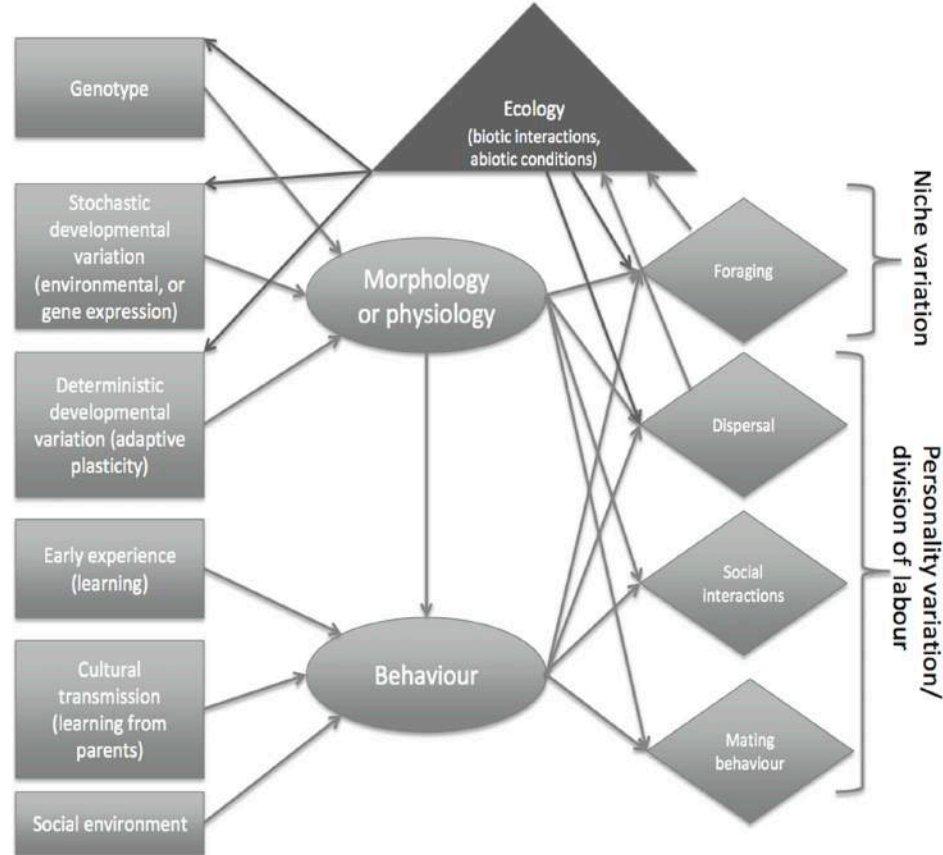 Genotype
Ecology
(biotic interactions,
abiotic conditions)
Stochastic
developmental
variation
(environmental, or
gene expression)
Morphology
or physiology
Foraging
Niche variation
Deterministic
developmental
variation (adaptive
plasticity)
Dispersal
Early experience
(learning)
Social
interactions
Personality variation/
division of labour
Cultural
transmission
(learning from
parents)
Behaviour
Mating
behaviour
Social environment